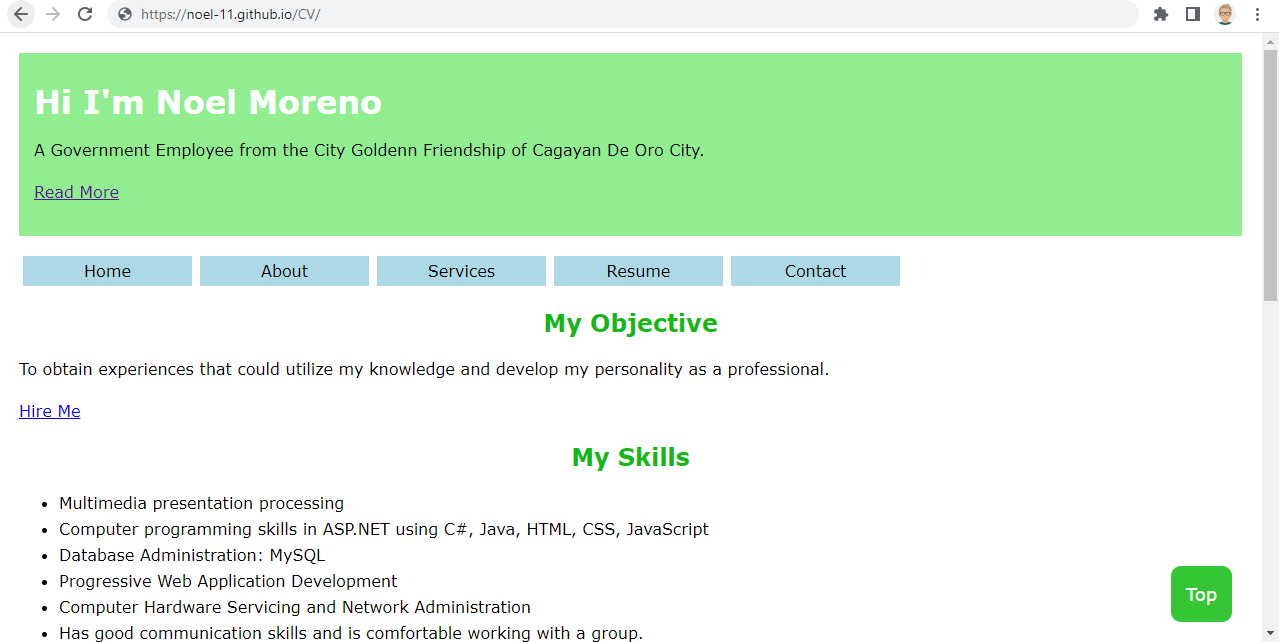 https://noel-11.github.io/CV/
Hi I'm Noel Moreno
A Government Employee from the City Goldenn Friendship of Cagayan De Oro City.
Read More
Home About Services Resume Contact
My Objective
To obtain experiences that could utilize my knowledge and develop my personality as a professional.
Hire Me
My Skills
• Multimedia presentation processing
• Computer programming skills in ASP.NET using C#, Java, HTML, CSS, JavaScript
• Database Administration: MySQL
• Progressive Web Application Development
• Computer Hardware Servicing and Network Administration
• Has good communication skills and is comfortable working with a group.
Top